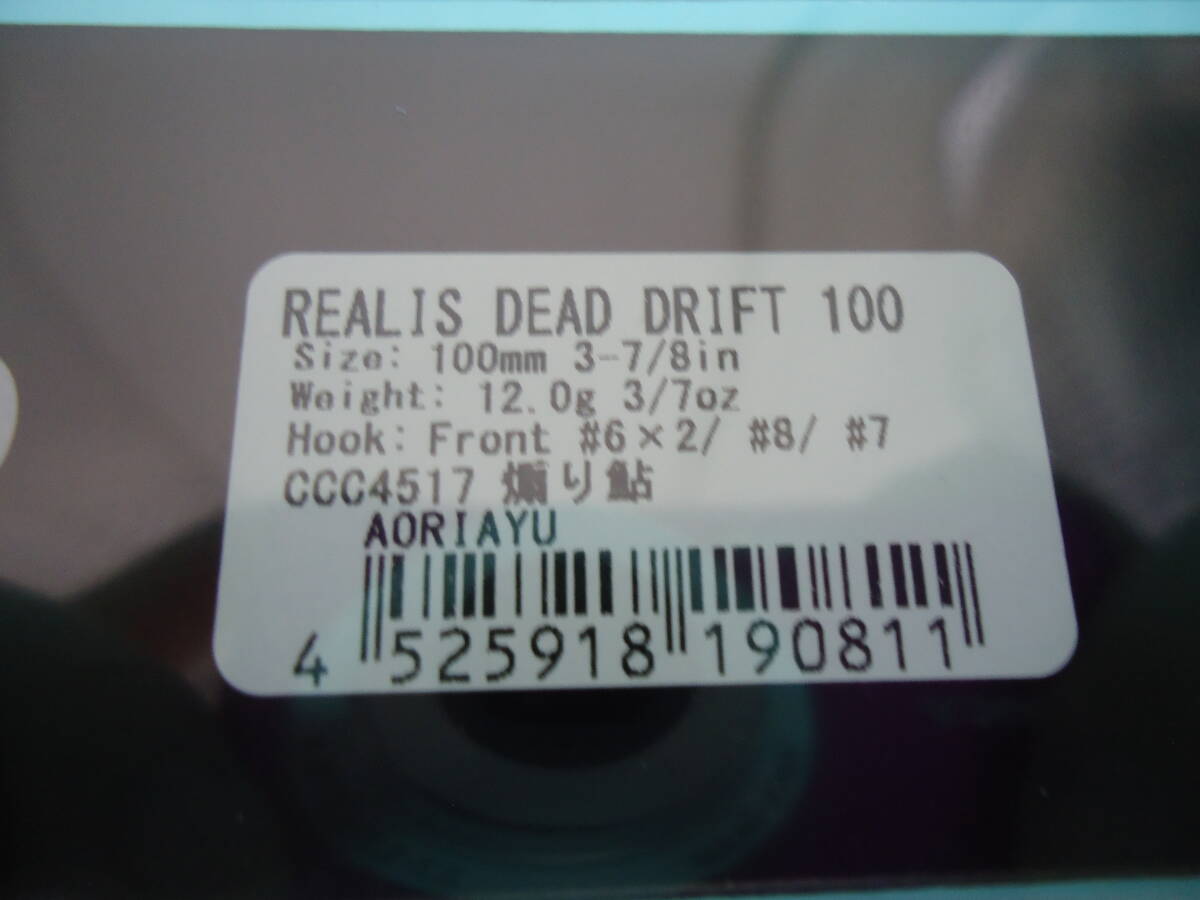 REALIS DEAD DRIFT 100
Size: 100mm 3-7/8in
Weight: 12.0g 3/7oz
Hook: Front #6×2/ #8/ #7
CCC4517 煽り鮎
AORIAYU
4 525918 190811